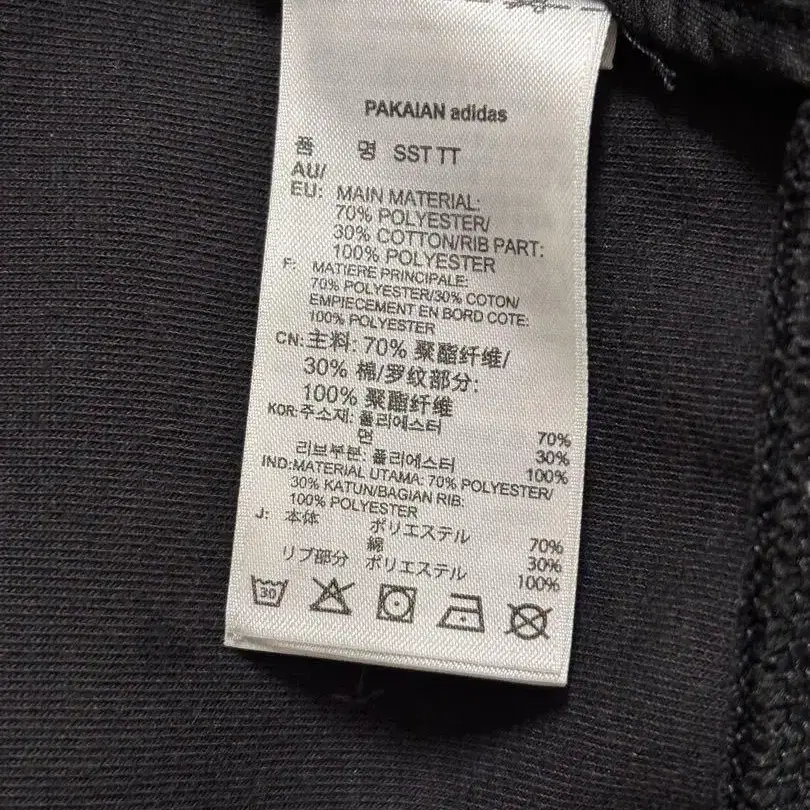 PAKAIAN adidas
품 명 SST TT
AU/
EU: MAIN MATERIAL:
70% POLYESTER/
30% COTTON/RIB PART:
100% POLYESTER
F: MATIERE PRINCIPALE:
70% POLYESTER/30% COTON/
EMPIECEMENT EN BORD COTE:
100% POLYESTER
CN: 主料: 70% 聚酯纤维/
30% 棉/罗纹部分:
100% 聚酯纤维
KOR: 주소재: 폴리에스터 70%
면 30%
리브부분: 폴리에스터 100%
IND: MATERIAL UTAMA: 70% POLYESTER/
30% KATUN/BAGIAN RIB:
100% POLYESTER
J: 本体 ポリエステル 70%
綿 30%
リブ部分 ポリエステル 100%
30